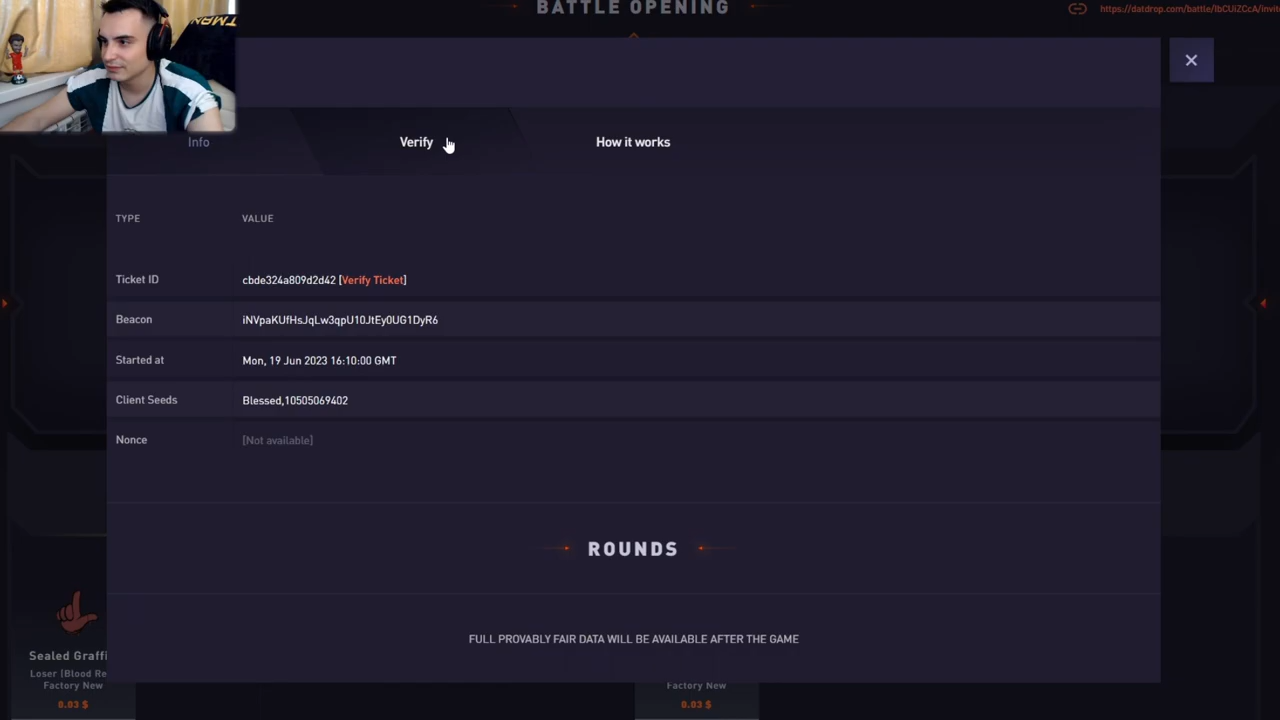 BATTLE OPENING
https://datdrop.com/battle/
Info
Verify
How it works
TYPE
VALUE
Ticket ID
cbde324a809d2d42 [Verify Ticket]
Beacon
iNVpaKUfHsJqLw3qpU10JtEy0UG1DyR6
Started at
Mon, 19 Jun 2023 16:10:00 GMT
Client Seeds
Blessed,10505069402
Nonce
[Not available]
ROUNDS
FULL PROVABLY FAIR DATA WILL BE AVAILABLE AFTER THE GAME
Sealed Graffi
Loser (Blood Re
Factory New
0.03 $
Factory New
0.03 $